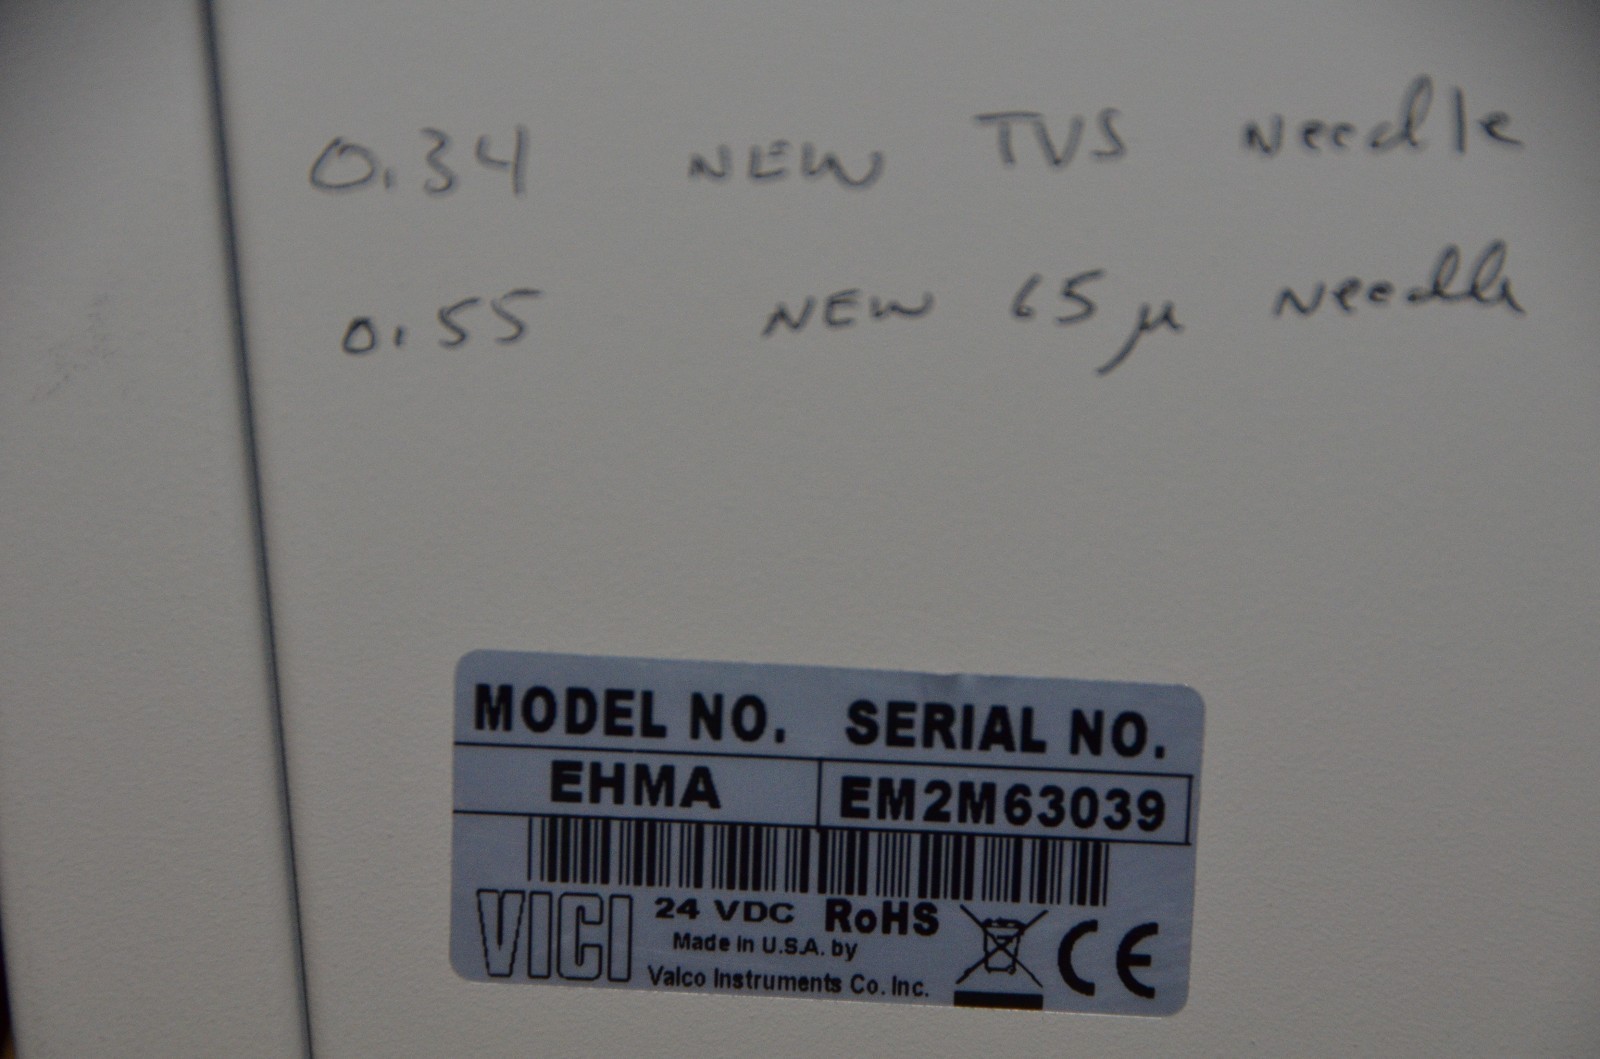 0.34 NEW TVS Needle
0.55 NEW 65µ Needle
MODEL NO. SERIAL NO.
EHMA EM2M63039
VICI 24 VDC RoHS CE
Made in U.S.A. by
Valco Instruments Co. Inc.